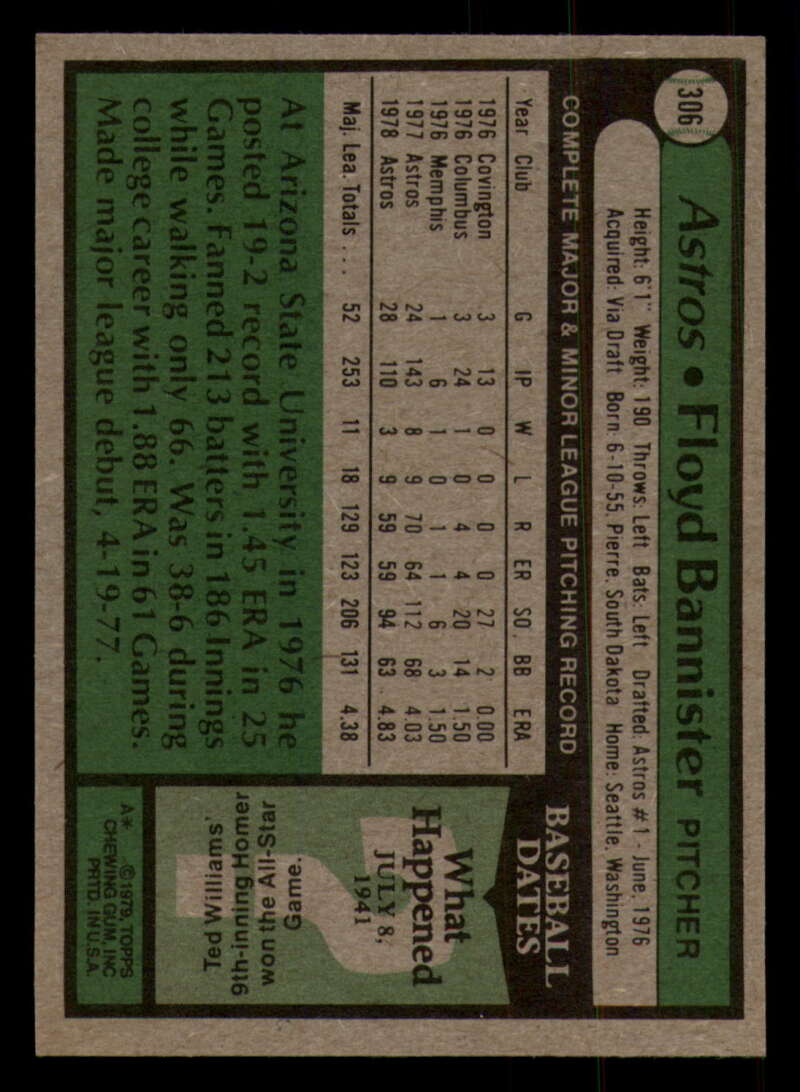 306
Astros • Floyd Bannister PITCHER
Height: 6'1" Weight: 190 Throws: Left Bats: Left Drafted: Astros #1 - June, 1976
Acquired: Via Draft Born: 6-10-55, Pierre, South Dakota Home: Seattle, Washington
COMPLETE MAJOR & MINOR LEAGUE PITCHING RECORD
Year Club G IP W L R ER SO BB ERA
1976 Covington 3 13 0 0 0 0 27 2 0.00
1976 Columbus 3 24 1 0 4 4 20 14 1.50
1976 Memphis 1 6 1 0 1 1 6 3 1.50
1977 Astros 24 143 8 9 70 64 112 68 4.03
1978 Astros 28 110 3 9 59 59 94 63 4.83
Maj. Lea. Totals . . . 52 253 11 18 129 123 206 131 4.38
At Arizona State University in 1976 he
posted 19-2 record with 1.45 ERA in 25
Games. Fanned 213 batters in 186 Innings
while walking only 66. Was 38-6 during
college career with 1.88 ERA in 61 Games.
Made major league debut, 4-19-77.
BASEBALL
DATES
What
Happened
JULY 8,
1941
?
Ted Williams'
9th-inning Homer
won the All-Star
Game.
A* ©1979, TOPPS
CHEWING GUM, INC
PRTD. IN U.S.A.